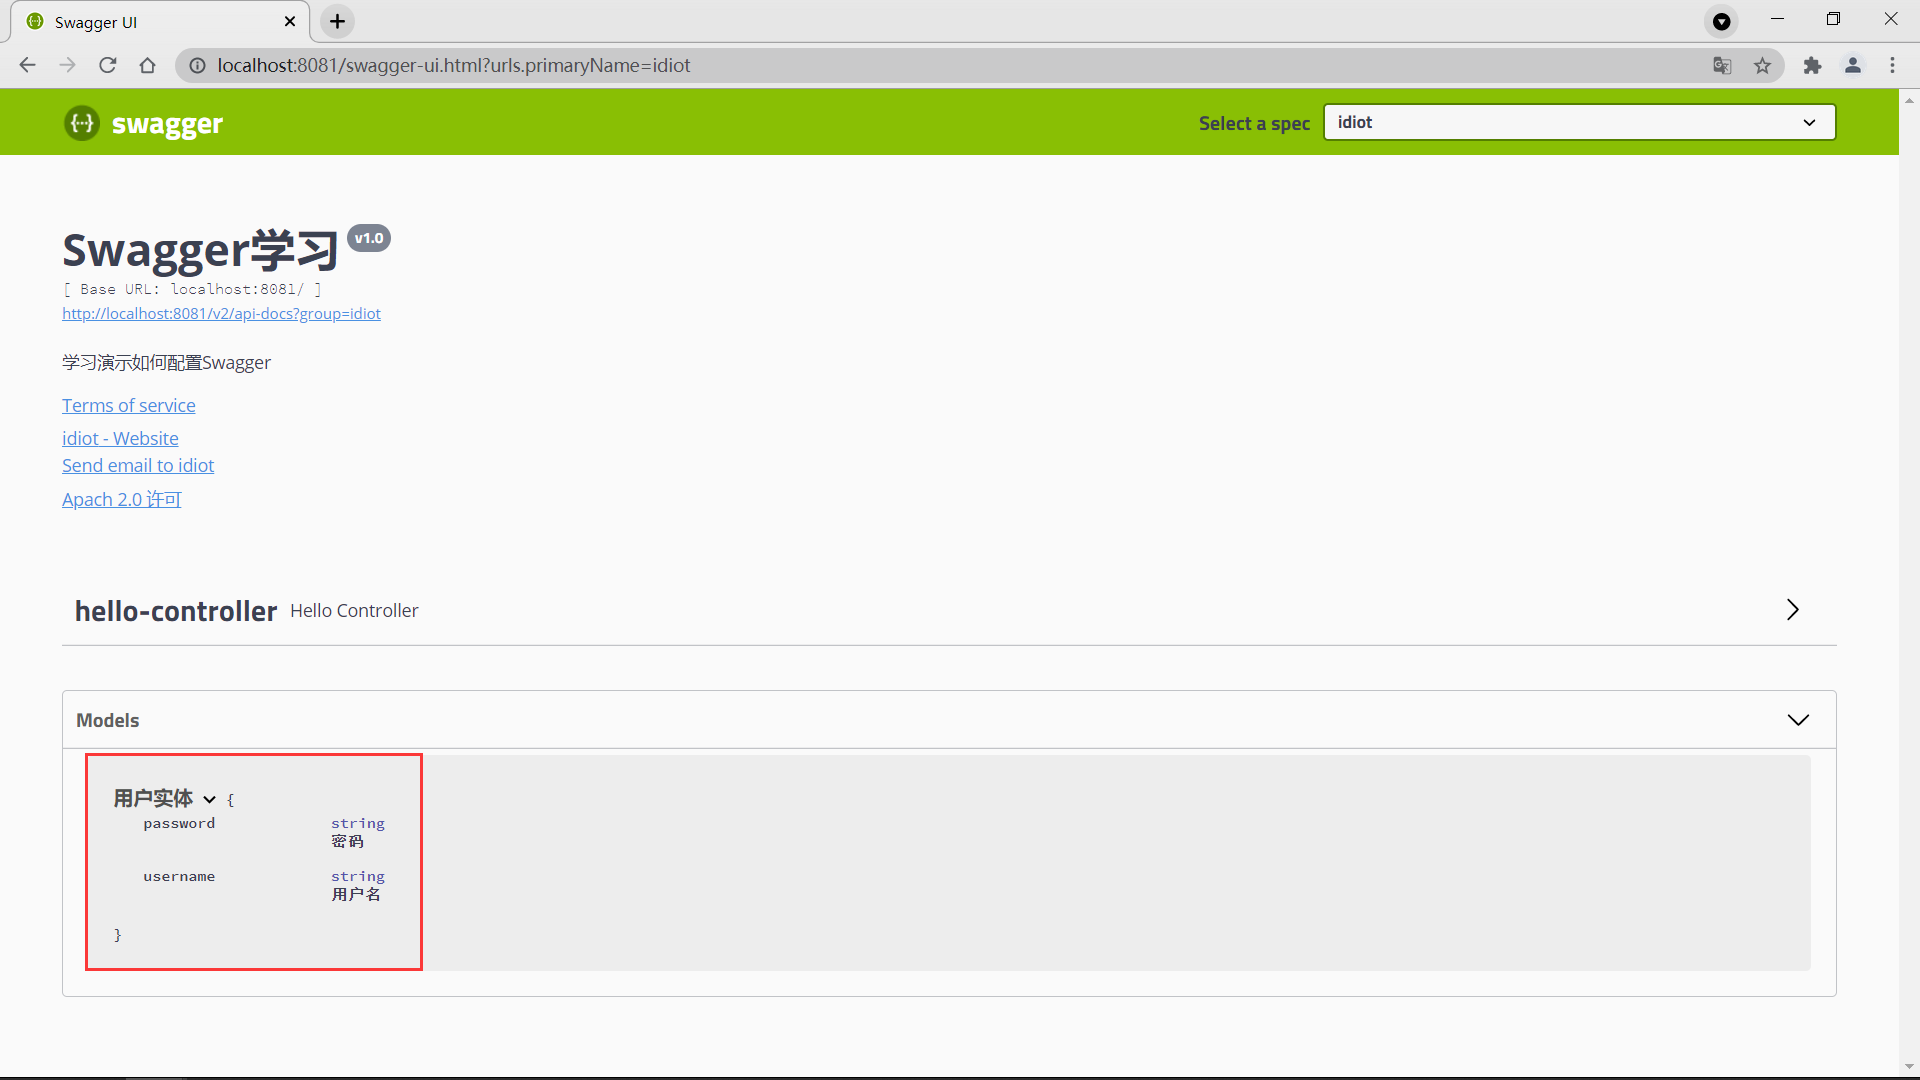 Swagger UI
localhost:8081/swagger-ui.html?urls.primaryName=idiot
swagger
Select a spec
idiot
Swagger学习 v1.0
[ Base URL: localhost:8081/ ]
http://localhost:8081/v2/api-docs?group=idiot
学习演示如何配置Swagger
Terms of service
idiot - Website
Send email to idiot
Apach 2.0 许可
hello-controller Hello Controller
Models
用户实体 {
password string
密码
username string
用户名
}